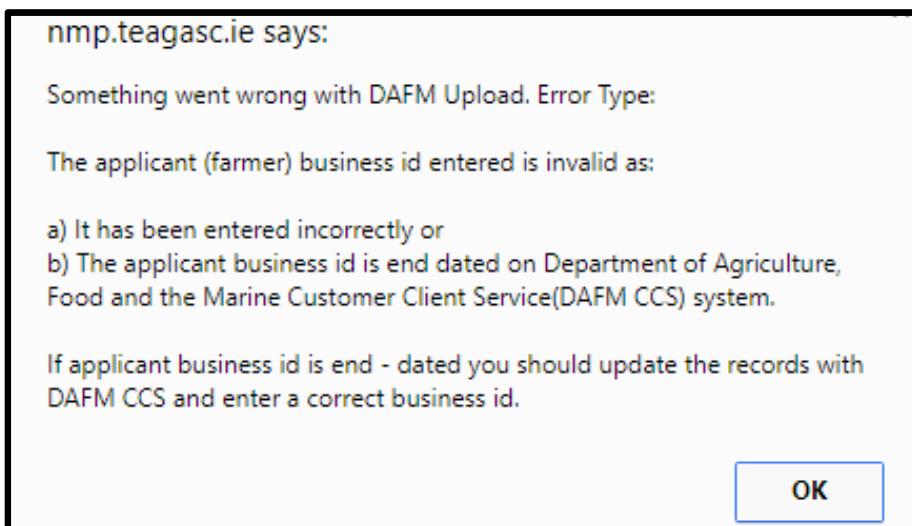 nmp.teagasc.ie says:
Something went wrong with DAFM Upload. Error Type:
The applicant (farmer) business id entered is invalid as:
a) It has been entered incorrectly or
b) The applicant business id is end dated on Department of Agriculture,
Food and the Marine Customer Client Service(DAFM CCS) system.
If applicant business id is end - dated you should update the records with
DAFM CCS and enter a correct business id.
OK